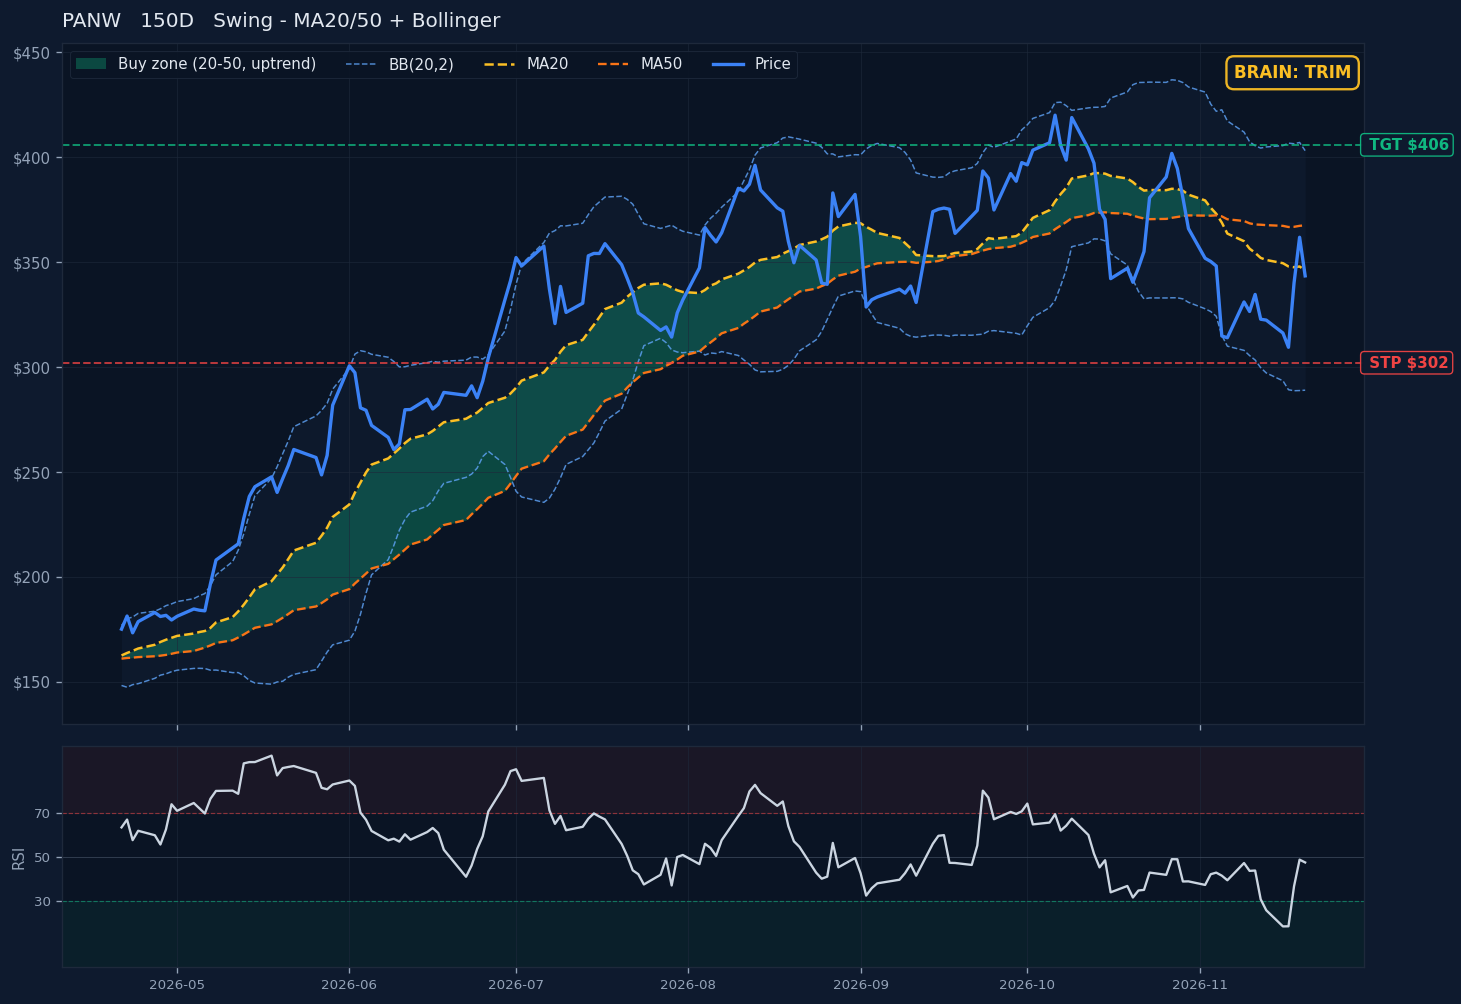 PANW   150D   Swing - MA20/50 + Bollinger
Buy zone (20-50, uptrend)
BB(20,2)
MA20
MA50
Price
BRAIN: TRIM
$450
$400
$350
$300
$250
$200
$150
TGT $406
STP $302
RSI
70
50
30
2026-05
2026-06
2026-07
2026-08
2026-09
2026-10
2026-11